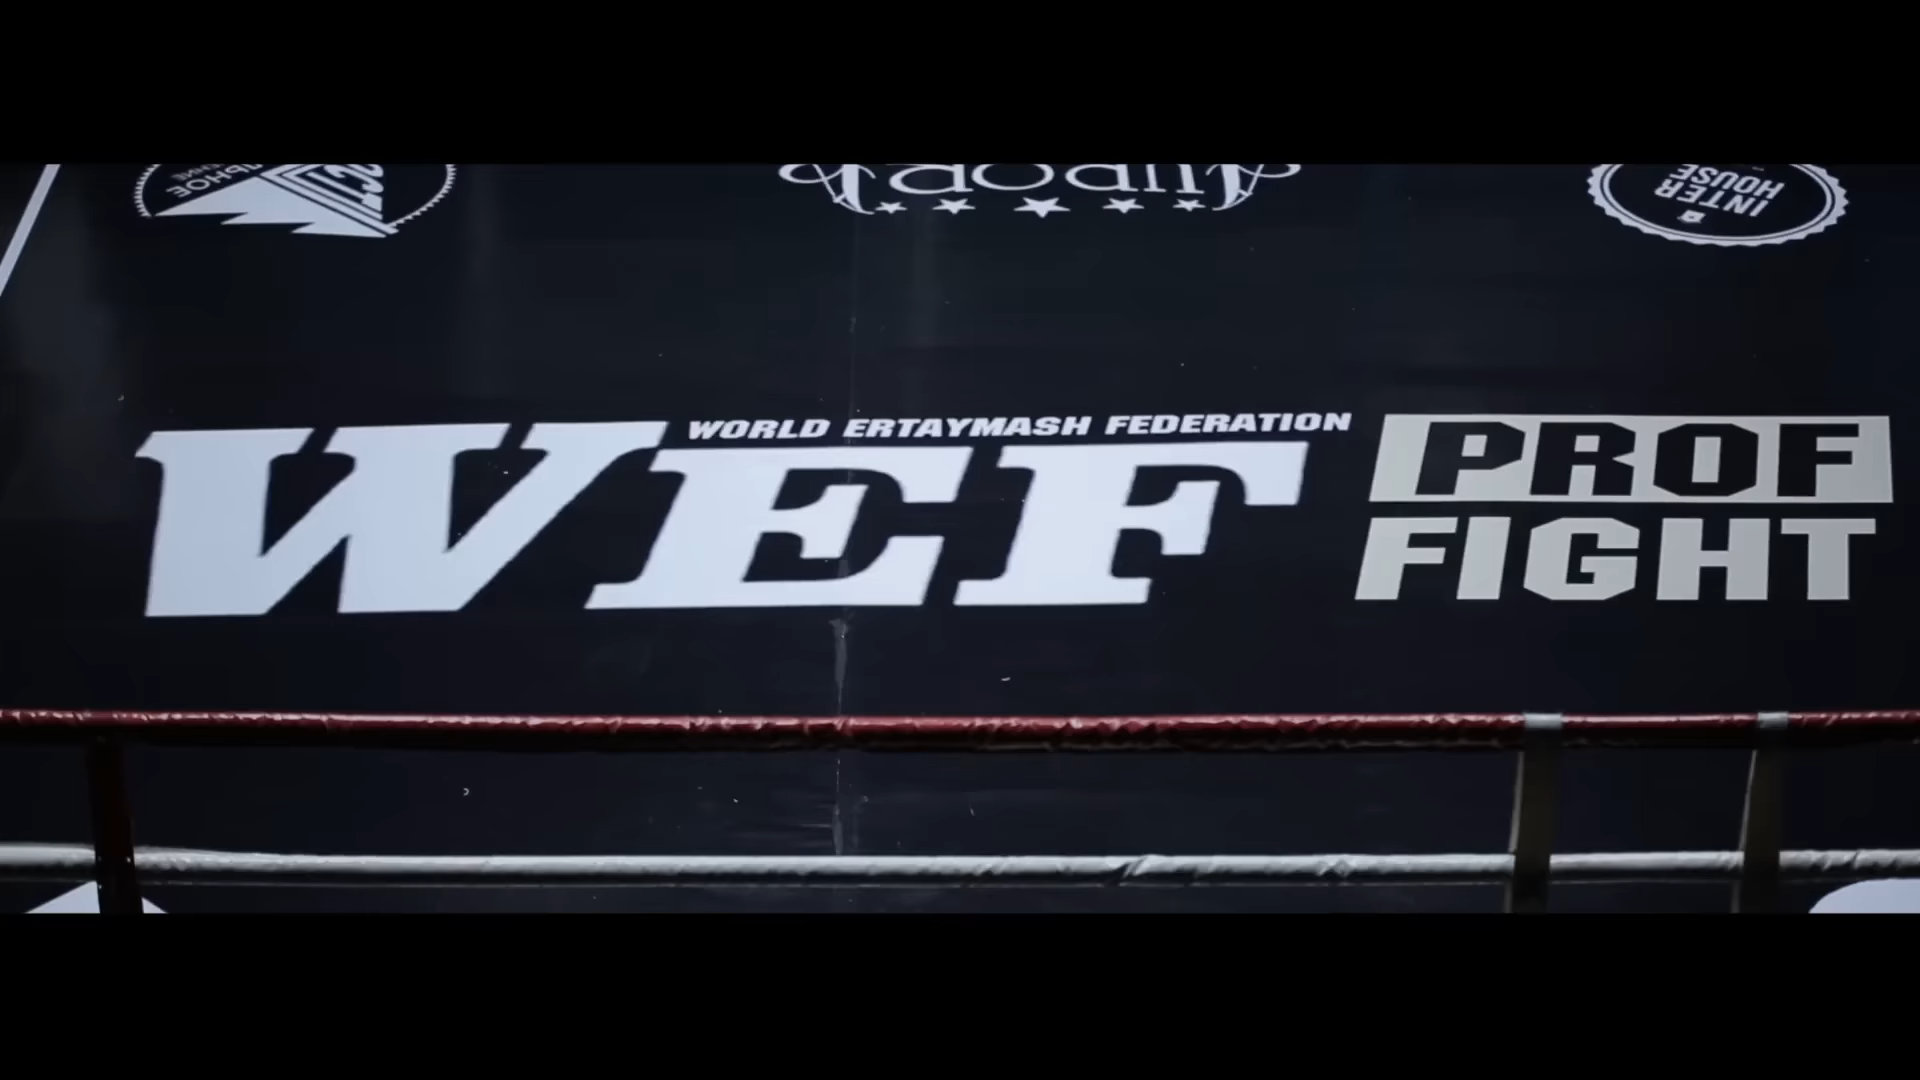 WORLD ERTAYMASH FEDERATION
WEF
PROF
FIGHT
INTER
HOUSE